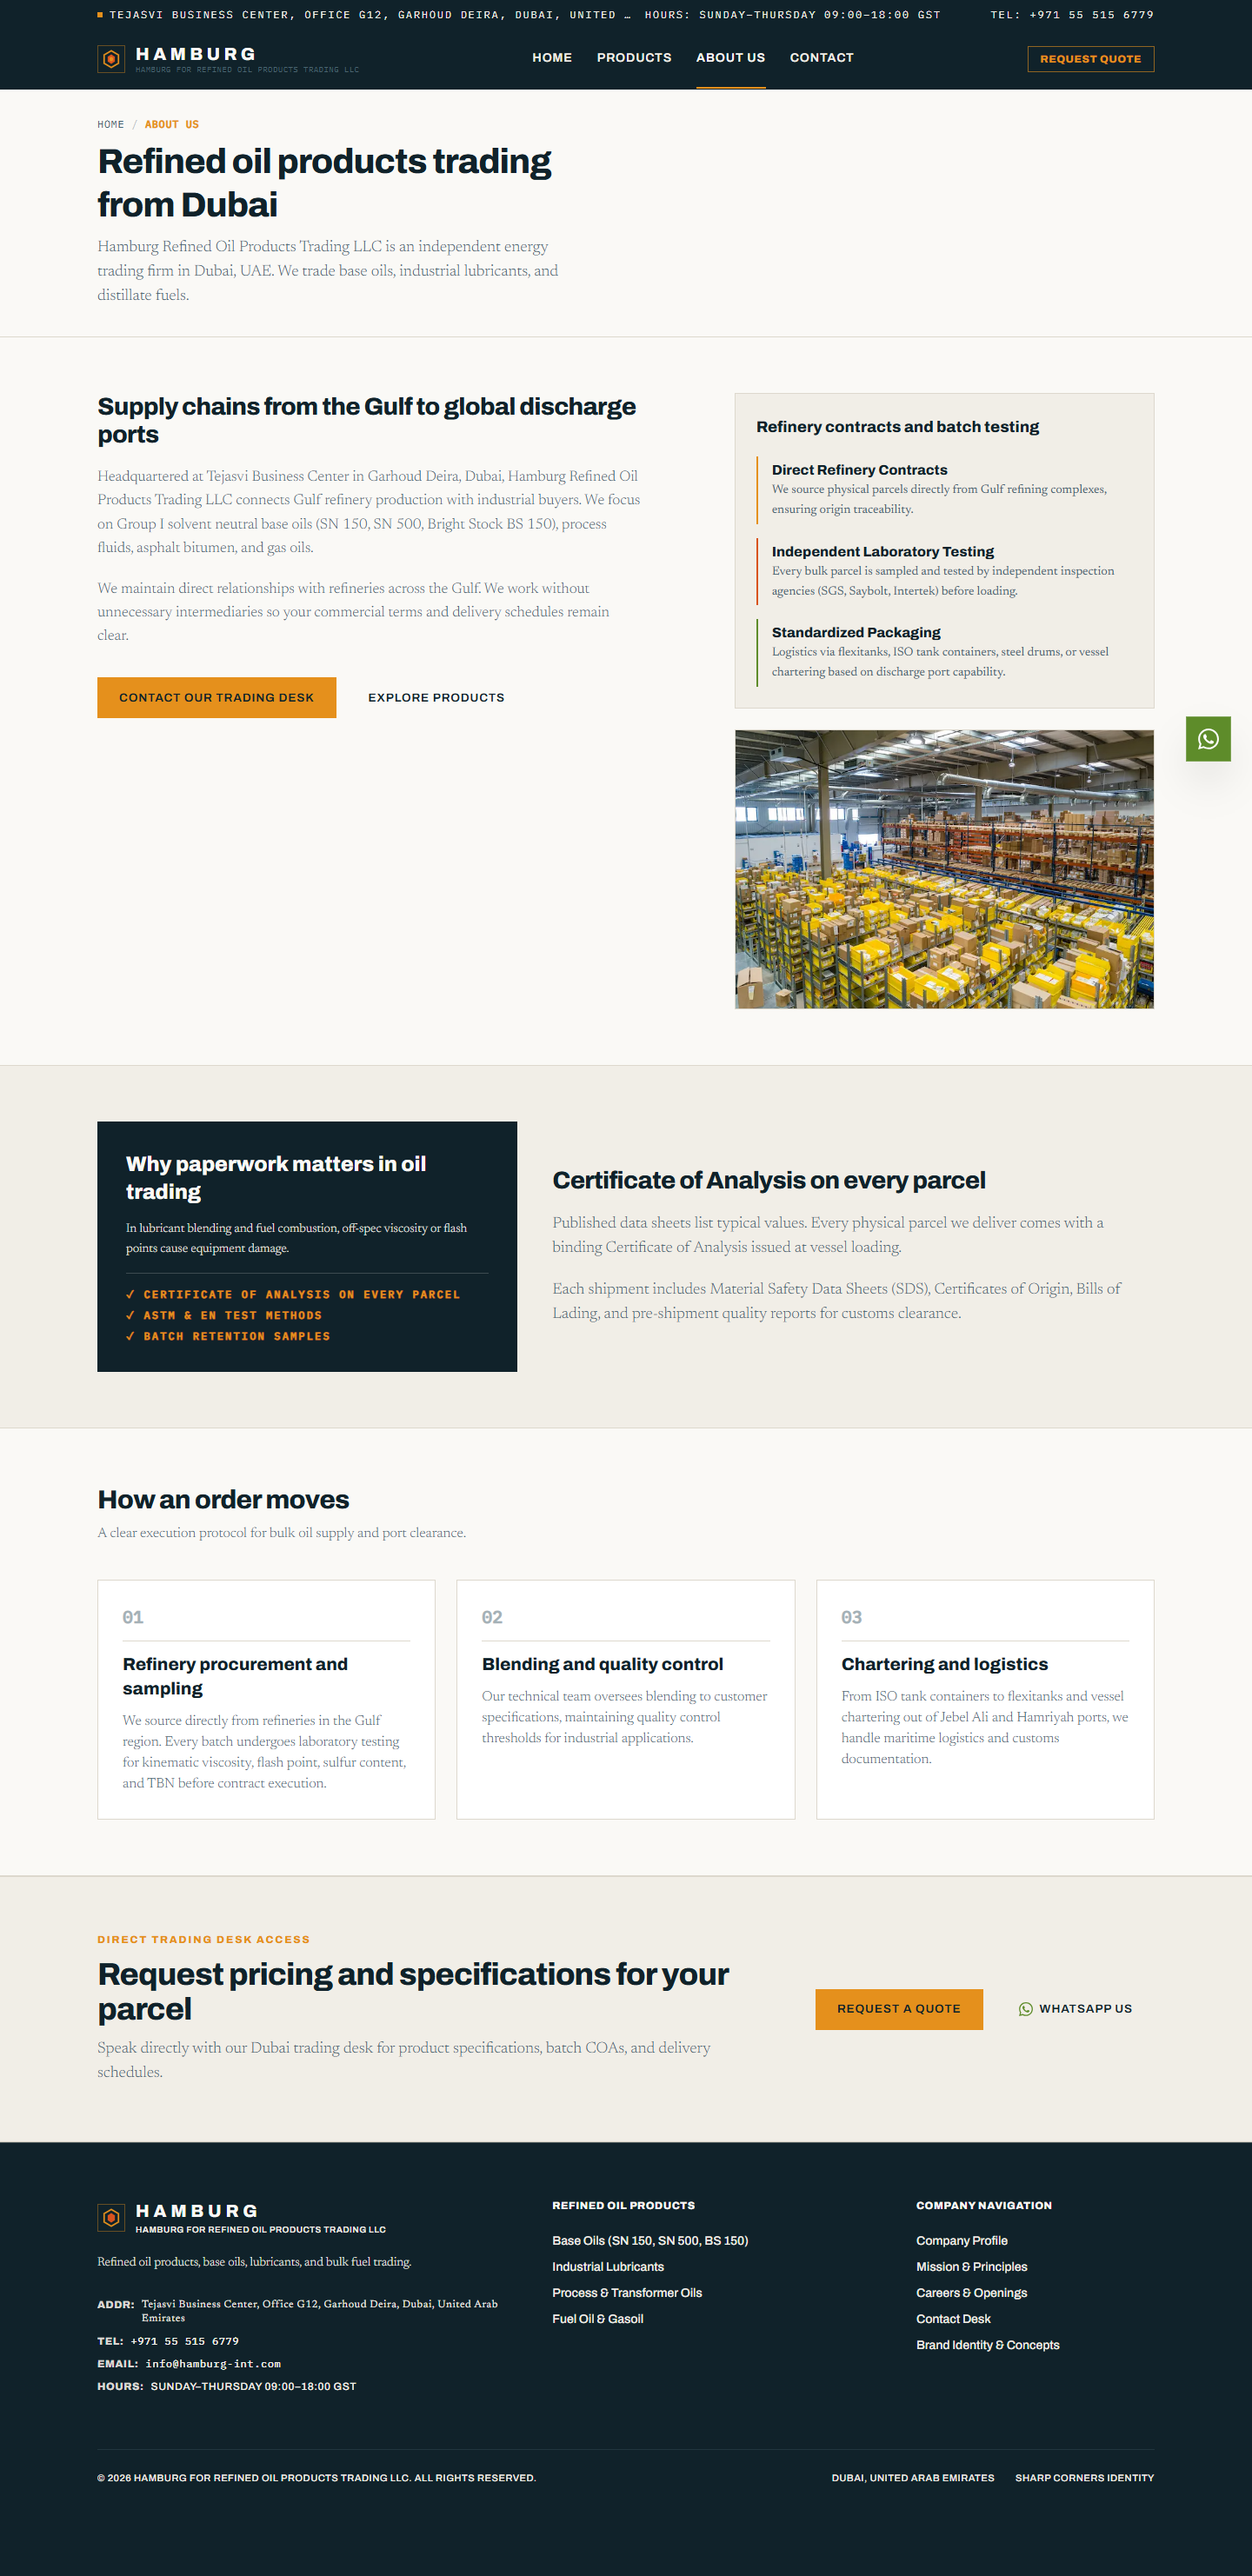 TEJASVI BUSINESS CENTER, OFFICE G12, GARHOUD DEIRA, DUBAI, UNITED …
HOURS: SUNDAY–THURSDAY 09:00–18:00 GST
TEL: +971 55 515 6779
HAMBURG
HAMBURG FOR REFINED OIL PRODUCTS TRADING LLC
HOME
PRODUCTS
ABOUT US
CONTACT
REQUEST QUOTE
HOME / ABOUT US
Refined oil products trading
from Dubai
Hamburg Refined Oil Products Trading LLC is an independent energy
trading firm in Dubai, UAE. We trade base oils, industrial lubricants, and
distillate fuels.
Supply chains from the Gulf to global discharge
ports
Headquartered at Tejasvi Business Center in Garhoud Deira, Dubai, Hamburg Refined Oil
Products Trading LLC connects Gulf refinery production with industrial buyers. We focus
on Group I solvent neutral base oils (SN 150, SN 500, Bright Stock BS 150), process
fluids, asphalt bitumen, and gas oils.
We maintain direct relationships with refineries across the Gulf. We work without
unnecessary intermediaries so your commercial terms and delivery schedules remain
clear.
CONTACT OUR TRADING DESK
EXPLORE PRODUCTS
Refinery contracts and batch testing
Direct Refinery Contracts
We source physical parcels directly from Gulf refining complexes,
ensuring origin traceability.
Independent Laboratory Testing
Every bulk parcel is sampled and tested by independent inspection
agencies (SGS, Saybolt, Intertek) before loading.
Standardized Packaging
Logistics via flexitanks, ISO tank containers, steel drums, or vessel
chartering based on discharge port capability.
Why paperwork matters in oil
trading
In lubricant blending and fuel combustion, off-spec viscosity or flash
points cause equipment damage.
✓ CERTIFICATE OF ANALYSIS ON EVERY PARCEL
✓ ASTM & EN TEST METHODS
✓ BATCH RETENTION SAMPLES
Certificate of Analysis on every parcel
Published data sheets list typical values. Every physical parcel we deliver comes with a
binding Certificate of Analysis issued at vessel loading.
Each shipment includes Material Safety Data Sheets (SDS), Certificates of Origin, Bills of
Lading, and pre-shipment quality reports for customs clearance.
How an order moves
A clear execution protocol for bulk oil supply and port clearance.
01
Refinery procurement and
sampling
We source directly from refineries in the Gulf
region. Every batch undergoes laboratory testing
for kinematic viscosity, flash point, sulfur content,
and TBN before contract execution.
02
Blending and quality control
Our technical team oversees blending to customer
specifications, maintaining quality control
thresholds for industrial applications.
03
Chartering and logistics
From ISO tank containers to flexitanks and vessel
chartering out of Jebel Ali and Hamriyah ports, we
handle maritime logistics and customs
documentation.
DIRECT TRADING DESK ACCESS
Request pricing and specifications for your
parcel
Speak directly with our Dubai trading desk for product specifications, batch COAs, and delivery
schedules.
REQUEST A QUOTE
WHATSAPP US
HAMBURG
HAMBURG FOR REFINED OIL PRODUCTS TRADING LLC
Refined oil products, base oils, lubricants, and bulk fuel trading.
ADDR: Tejasvi Business Center, Office G12, Garhoud Deira, Dubai, United Arab
Emirates
TEL: +971 55 515 6779
EMAIL: info@hamburg-int.com
HOURS: SUNDAY–THURSDAY 09:00–18:00 GST
REFINED OIL PRODUCTS
Base Oils (SN 150, SN 500, BS 150)
Industrial Lubricants
Process & Transformer Oils
Fuel Oil & Gasoil
COMPANY NAVIGATION
Company Profile
Mission & Principles
Careers & Openings
Contact Desk
Brand Identity & Concepts
© 2026 HAMBURG FOR REFINED OIL PRODUCTS TRADING LLC. ALL RIGHTS RESERVED.
DUBAI, UNITED ARAB EMIRATES
SHARP CORNERS IDENTITY